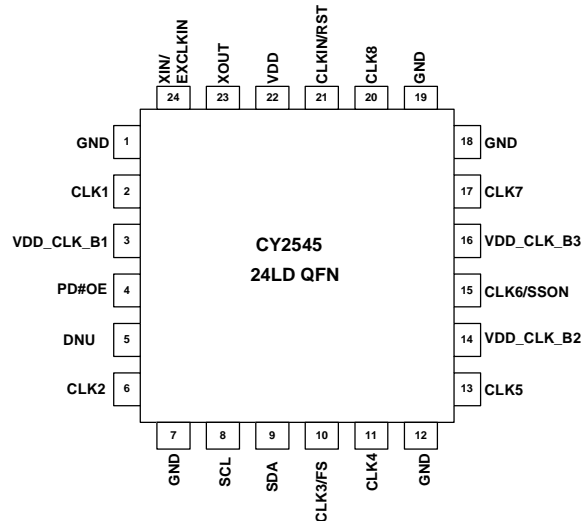 XIN/
EXCLKIN
XOUT
VDD
CLKIN/RST
CLK8
GND
24
23
22
21
20
19
GND
1
18
GND
CLK1
2
17
CLK7
VDD_CLK_B1
3
16
VDD_CLK_B3
CY2545
24LD QFN
PD#OE
4
15
CLK6/SSON
DNU
5
14
VDD_CLK_B2
CLK2
6
13
CLK5
7
8
9
10
11
12
GND
SCL
SDA
CLK3/FS
CLK4
GND